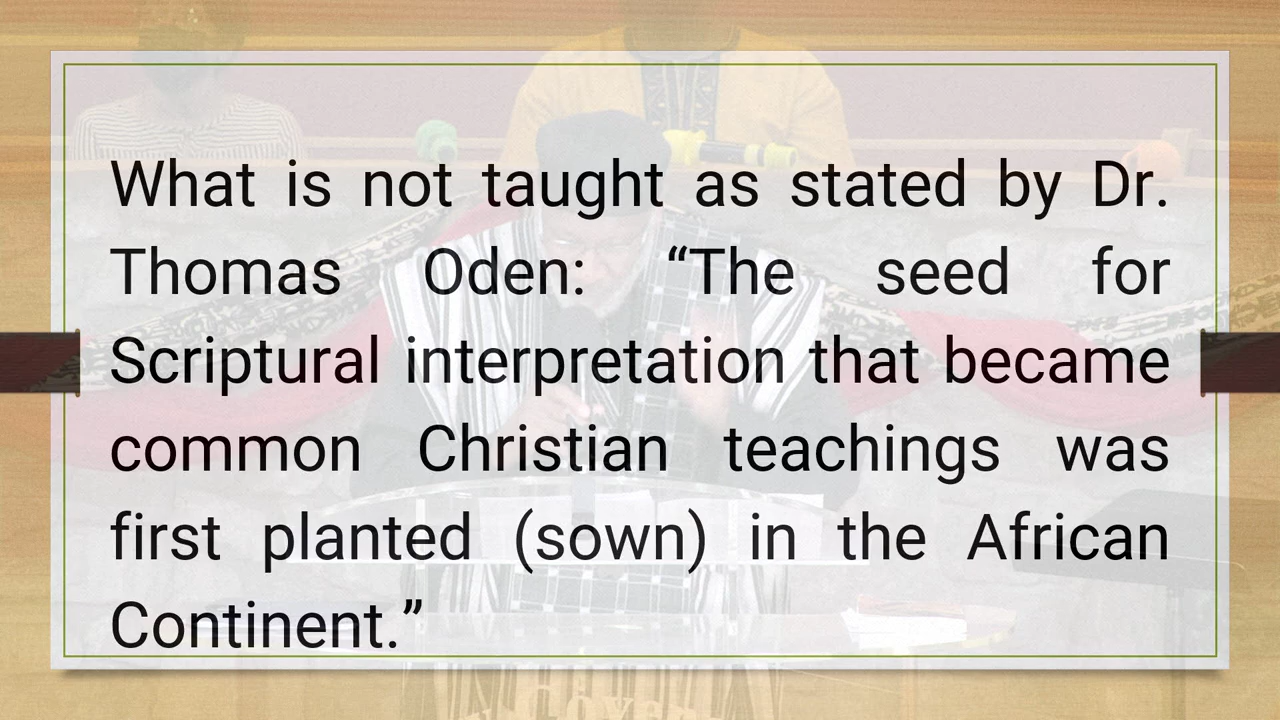 What is not taught as stated by Dr.
Thomas Oden: “The seed for
Scriptural interpretation that became
common Christian teachings was
first planted (sown) in the African
Continent.”